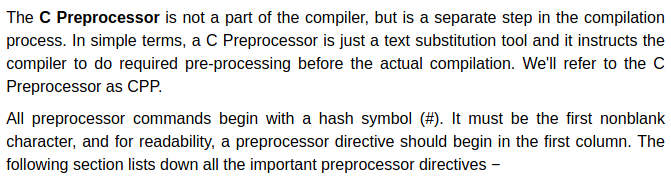 The C Preprocessor is not a part of the compiler, but is a separate step in the compilation
process. In simple terms, a C Preprocessor is just a text substitution tool and it instructs the
compiler to do required pre-processing before the actual compilation. We'll refer to the C
Preprocessor as CPP.
All preprocessor commands begin with a hash symbol (#). It must be the first nonblank
character, and for readability, a preprocessor directive should begin in the first column. The
following section lists down all the important preprocessor directives −